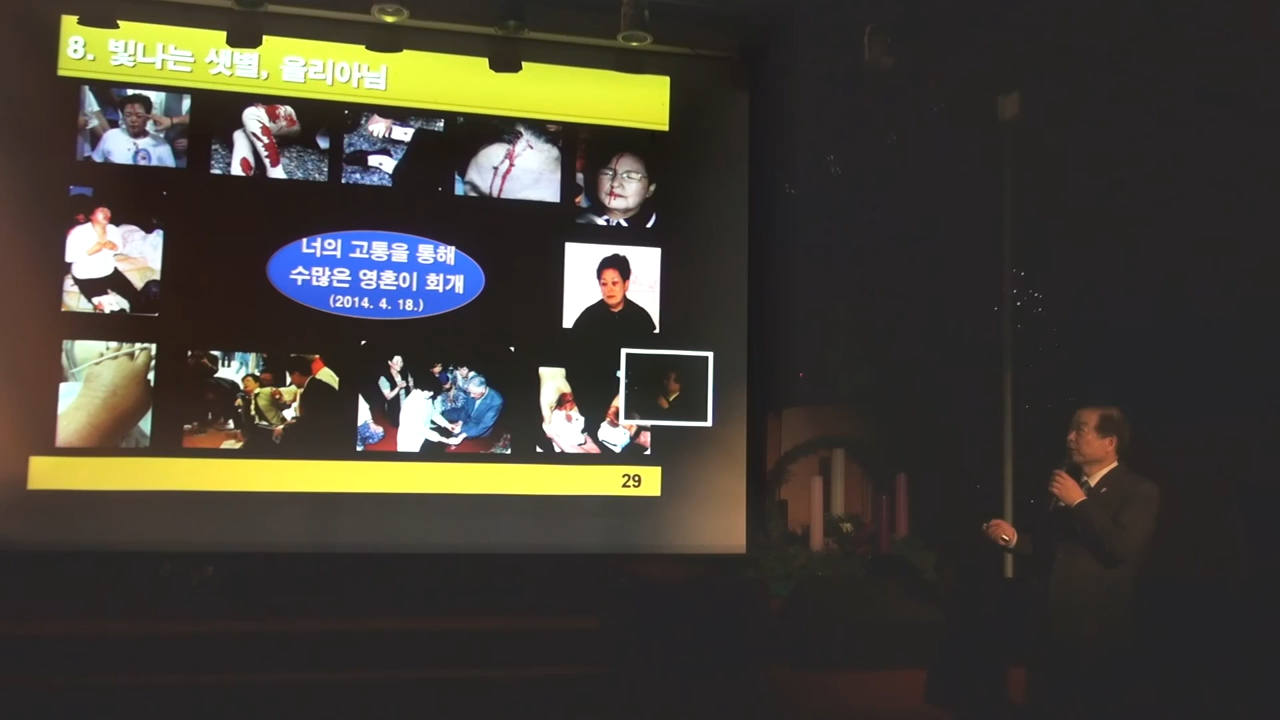 8. 빛나는 샛별, 율리아님
너의 고통을 통해
수많은 영혼이 회개
(2014. 4. 18.)
29